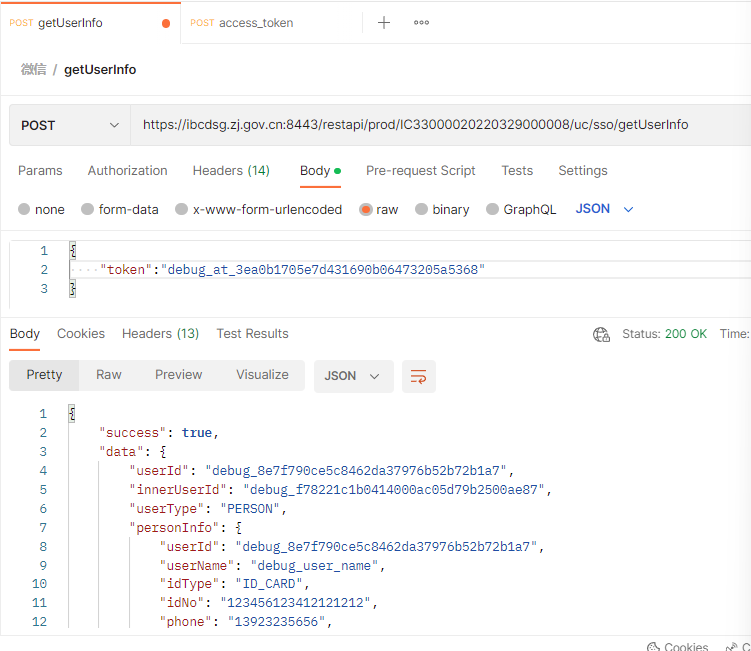 POST getUserInfo POST access_token
微信 / getUserInfo
POST https://ibcdsg.zj.gov.cn:8443/restapi/prod/IC33000020220329000008/uc/sso/getUserInfo
Params Authorization Headers (14) Body Pre-request Script Tests Settings
none form-data x-www-form-urlencoded raw binary GraphQL JSON
1 {
2 "token":"debug_at_3ea0b1705e7d431690b06473205a5368"
3 }
Body Cookies Headers (13) Test Results Status: 200 OK Time:
Pretty Raw Preview Visualize JSON
1 {
2 "success": true,
3 "data": {
4 "userId": "debug_8e7f790ce5c8462da37976b52b72b1a7",
5 "innerUserId": "debug_f78221c1b0414000ac05d79b2500ae87",
6 "userType": "PERSON",
7 "personInfo": {
8 "userId": "debug_8e7f790ce5c8462da37976b52b72b1a7",
9 "userName": "debug_user_name",
10 "idType": "ID_CARD",
11 "idNo": "123456123412121212",
12 "phone": "13923235656",
Cookies C